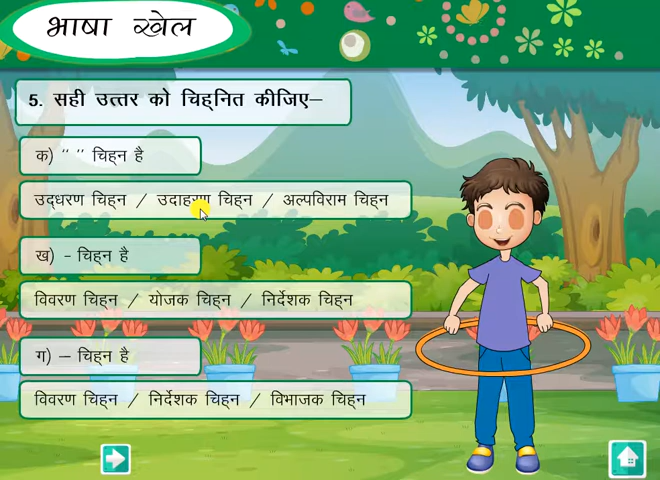 भाषा खेल
5. सही उत्तर को चिह्नित कीजिए–
क) “ ” चिह्न है
उद्धरण चिह्न / उदाहरण चिह्न / अल्पविराम चिह्न
ख) - चिह्न है
विवरण चिह्न / योजक चिह्न / निर्देशक चिह्न
ग) – चिह्न है
विवरण चिह्न / निर्देशक चिह्न / विभाजक चिह्न